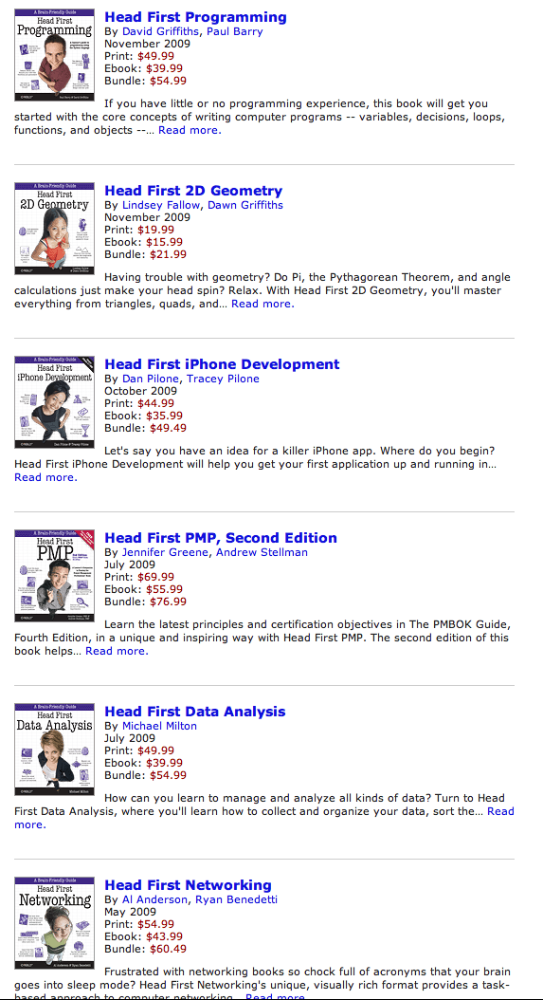 A Brain-Friendly Guide
Head First
Programming
O'REILLY
Head First Programming
By David Griffiths, Paul Barry
November 2009
Print: $49.99
Ebook: $39.99
Bundle: $54.99
If you have little or no programming experience, this book will get you
started with the core concepts of writing computer programs -- variables, decisions, loops,
functions, and objects --… Read more.
A Brain-Friendly Guide
Head First
2D Geometry
O'REILLY
Head First 2D Geometry
By Lindsey Fallow, Dawn Griffiths
November 2009
Print: $19.99
Ebook: $15.99
Bundle: $21.99
Having trouble with geometry? Do Pi, the Pythagorean Theorem, and angle
calculations just make your head spin? Relax. With Head First 2D Geometry, you'll master
everything from triangles, quads, and… Read more.
A Brain-Friendly Guide
Head First
iPhone Development
O'REILLY
Dan Pilone & Tracey Pilone
Head First iPhone Development
By Dan Pilone, Tracey Pilone
October 2009
Print: $44.99
Ebook: $35.99
Bundle: $49.49
Let's say you have an idea for a killer iPhone app. Where do you begin?
Head First iPhone Development will help you get your first application up and running in…
Read more.
A Brain-Friendly Guide
Head First
PMP
O'REILLY
Head First PMP, Second Edition
By Jennifer Greene, Andrew Stellman
July 2009
Print: $69.99
Ebook: $55.99
Bundle: $76.99
Learn the latest principles and certification objectives in The PMBOK Guide,
Fourth Edition, in a unique and inspiring way with Head First PMP. The second edition of this
book helps… Read more.
A Brain-Friendly Guide
Head First
Data Analysis
O'REILLY
Michael Milton
Head First Data Analysis
By Michael Milton
July 2009
Print: $49.99
Ebook: $39.99
Bundle: $54.99
How can you learn to manage and analyze all kinds of data? Turn to Head
First Data Analysis, where you'll learn how to collect and organize your data, sort the… Read
more.
A Brain-Friendly Guide
Head First
Networking
O'REILLY
Al Anderson & Ryan Benedetti
Head First Networking
By Al Anderson, Ryan Benedetti
May 2009
Print: $54.99
Ebook: $43.99
Bundle: $60.49
Frustrated with networking books so chock full of acronyms that your brain
goes into sleep mode? Head First Networking's unique, visually rich format provides a task-
based approach to computer networking… Read more.